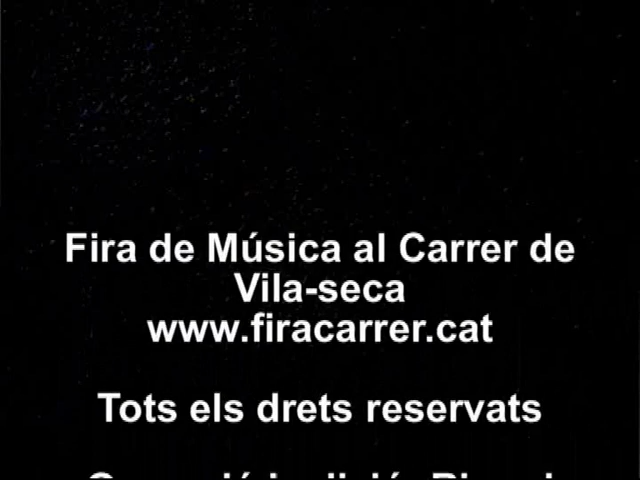 Fira de Música al Carrer de
Vila-seca
www.firacarrer.cat
Tots els drets reservats